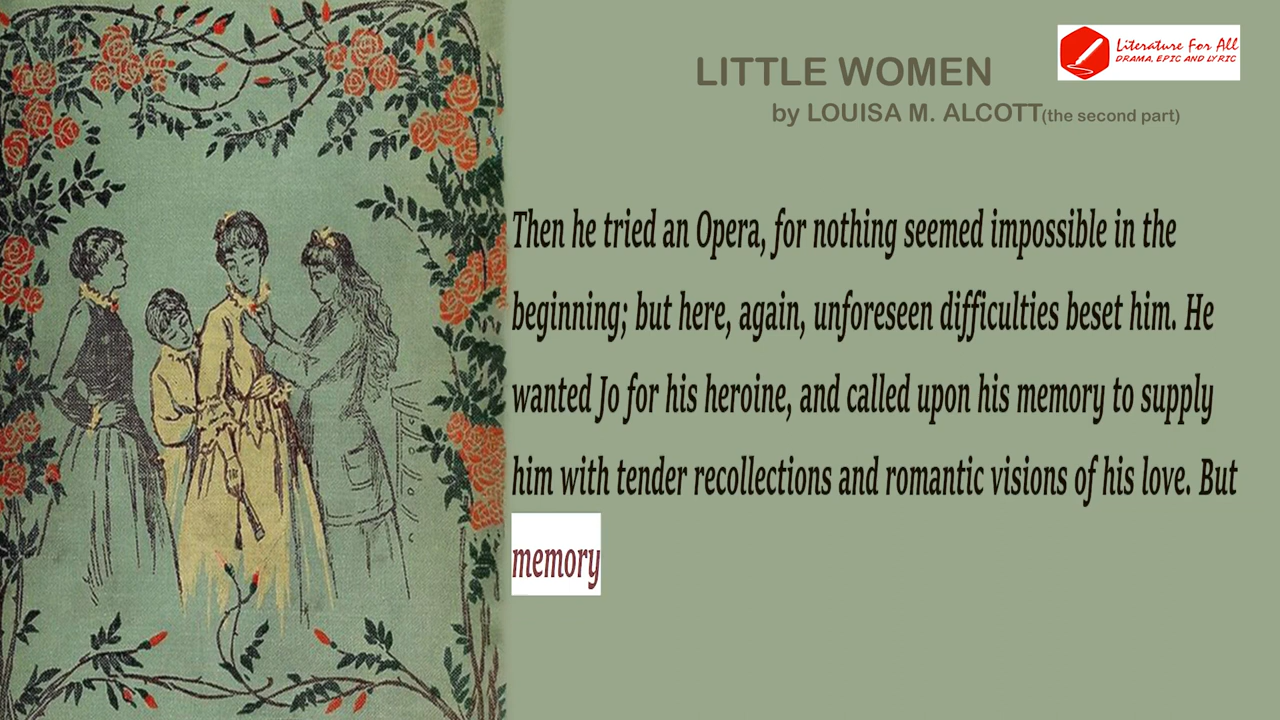 LITTLE WOMEN
by LOUISA M. ALCOTT(the second part)
Literature For All
DRAMA, EPIC AND LYRIC
Then he tried an Opera, for nothing seemed impossible in the
beginning; but here, again, unforeseen difficulties beset him. He
wanted Jo for his heroine, and called upon his memory to supply
him with tender recollections and romantic visions of his love. But
memory